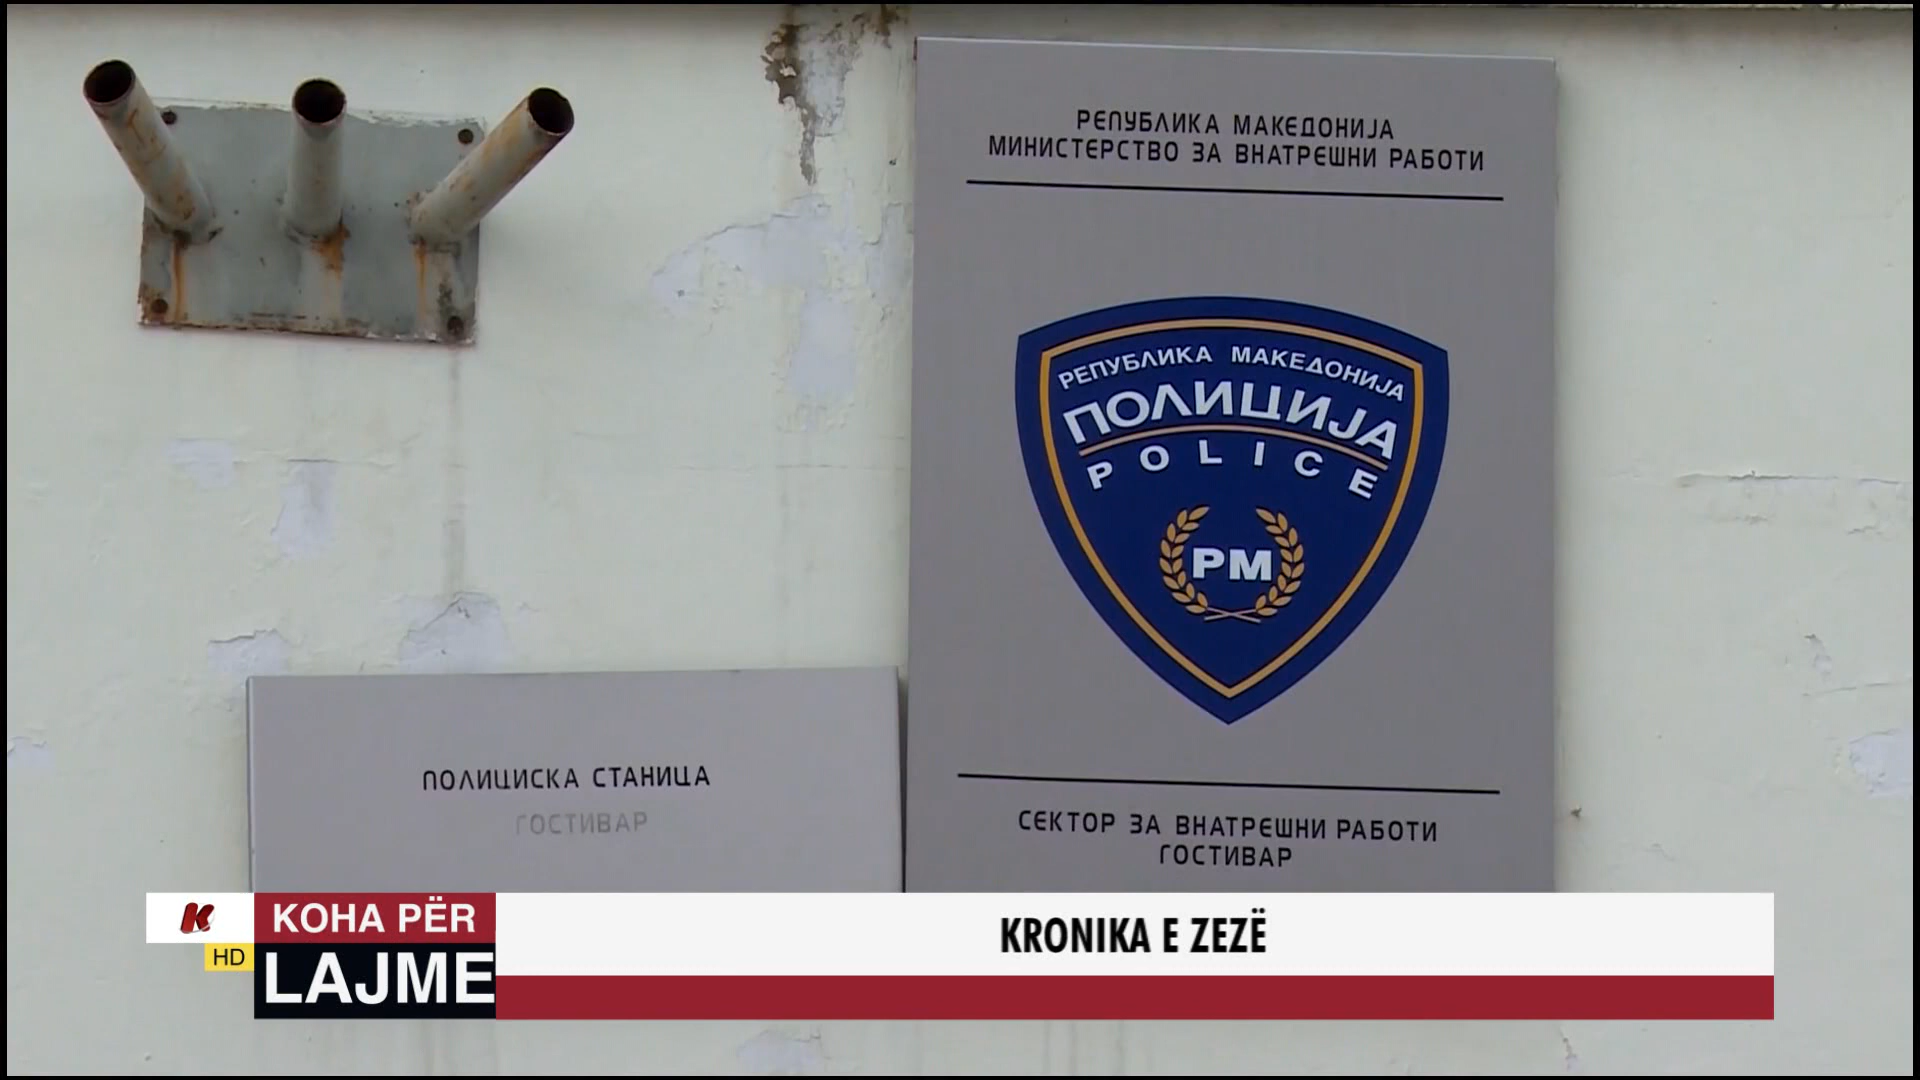 РЕПУБЛИКА МАКЕДОНИЈА
МИНИСТЕРСТВО ЗА ВНАТРЕШНИ РАБОТИ
РЕПУБЛИКА МАКЕДОНИЈА
ПОЛИЦИЈА
POLICE
РМ
СЕКТОР ЗА ВНАТРЕШНИ РАБОТИ
ГОСТИВАР
ПОЛИЦИСКА СТАНИЦА
ГОСТИВАР
K
HD
KOHA PËR
LAJME
KRONIKA E ZEZË